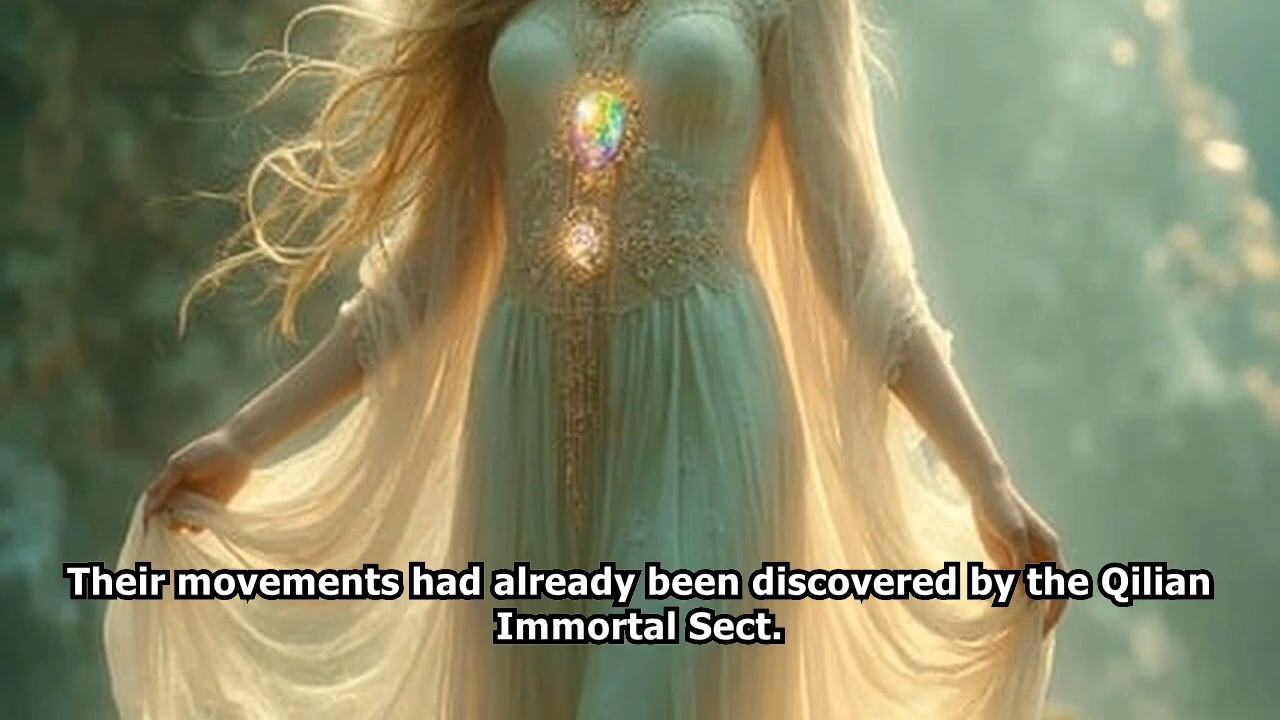 Their movements had already been discovered by the Qilian
Immortal Sect.